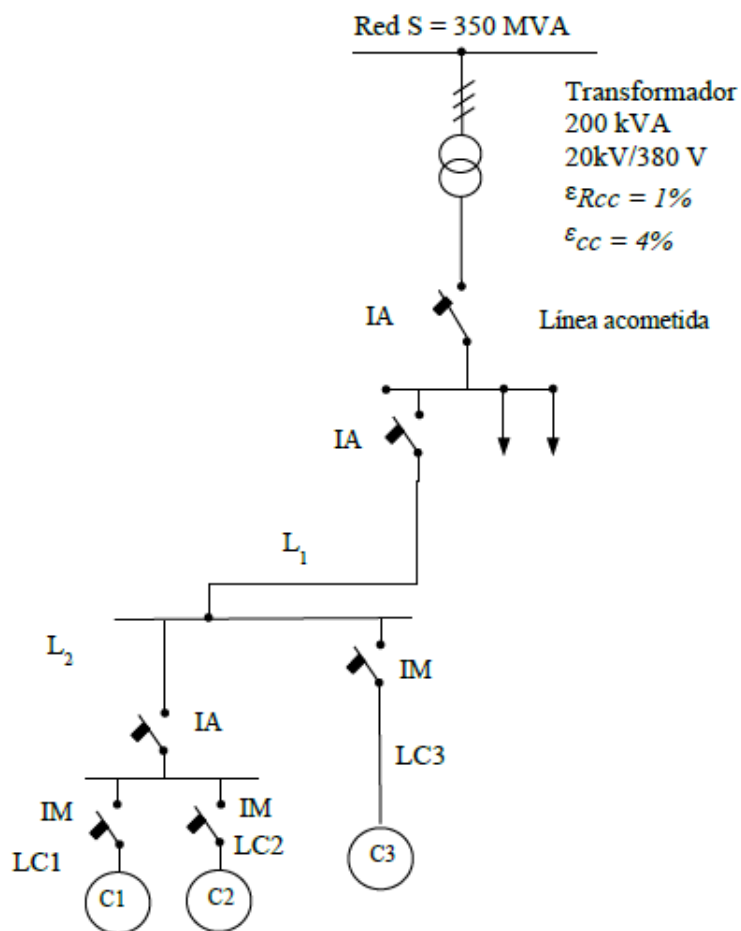 Red S = 350 MVA
Transformador
200 kVA
20kV/380 V
εRcc = 1%
εcc = 4%
IA
Línea acometida
IA
L1
L2
IM
IA
LC3
IM
IM
LC1
LC2
C3
C1
C2